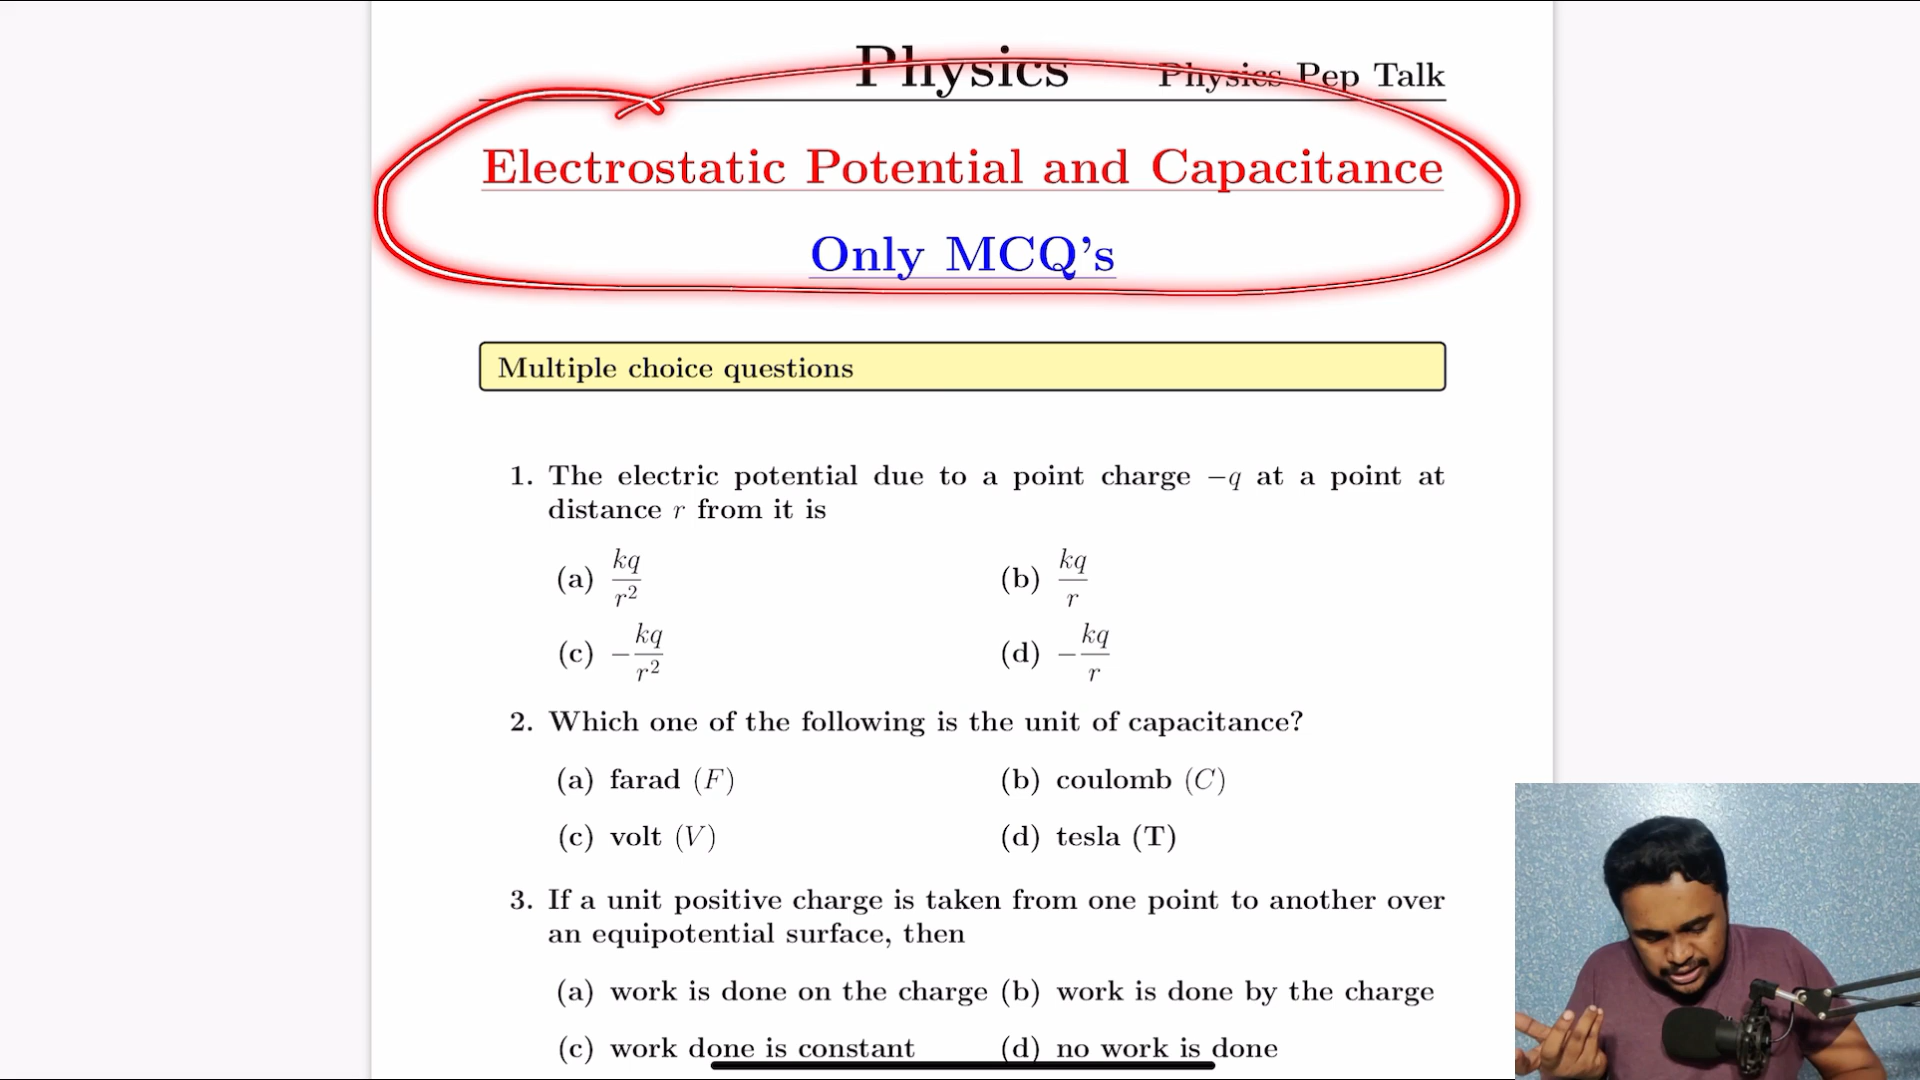 Physics Physics Pep Talk
Electrostatic Potential and Capacitance
Only MCQ's
Multiple choice questions
1. The electric potential due to a point charge −q at a point at
distance r from it is
(a) kq/r² (b) kq/r
(c) −kq/r² (d) −kq/r
2. Which one of the following is the unit of capacitance?
(a) farad (F) (b) coulomb (C)
(c) volt (V) (d) tesla (T)
3. If a unit positive charge is taken from one point to another over
an equipotential surface, then
(a) work is done on the charge (b) work is done by the charge
(c) work done is constant (d) no work is done